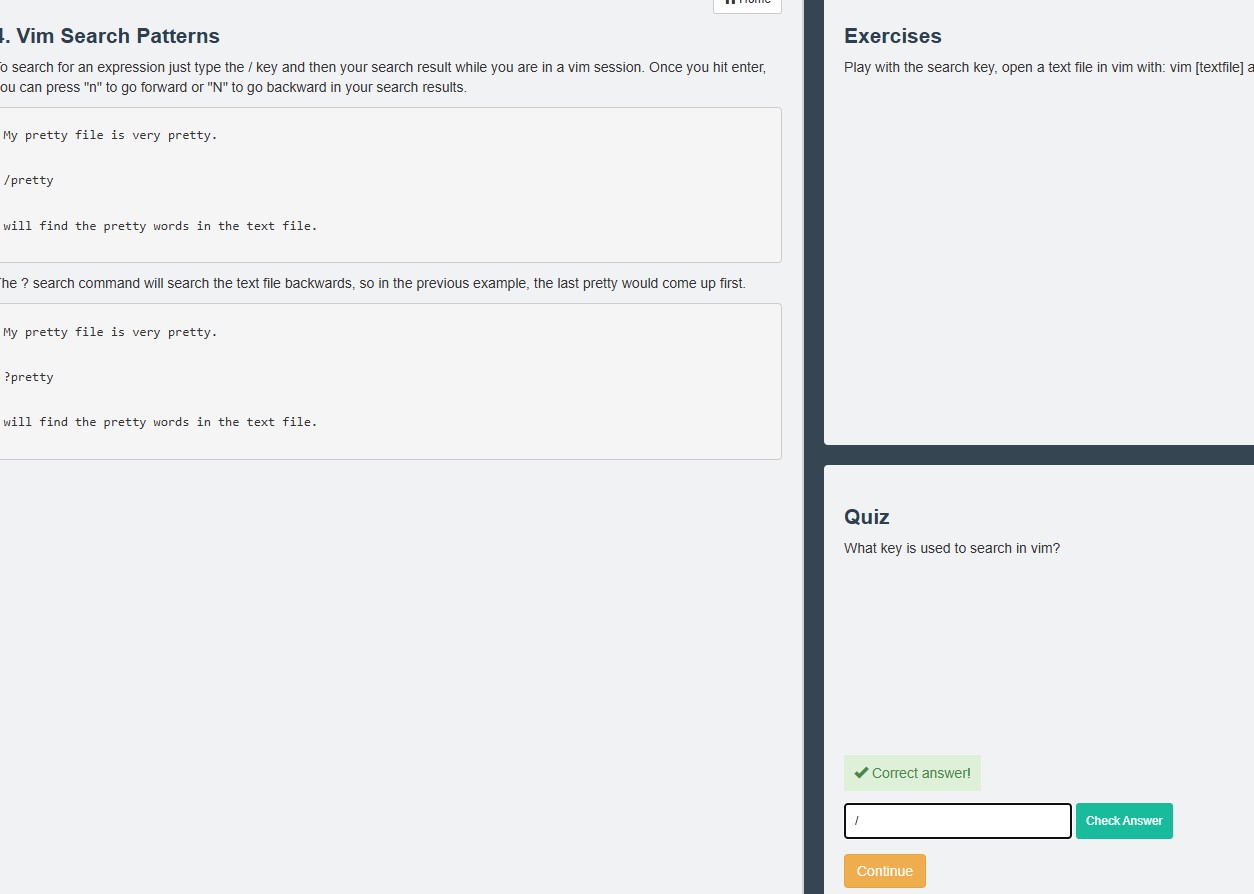 Home
4. Vim Search Patterns
To search for an expression just type the / key and then your search result while you are in a vim session. Once you hit enter,
you can press "n" to go forward or "N" to go backward in your search results.
My pretty file is very pretty.
/pretty
will find the pretty words in the text file.
The ? search command will search the text file backwards, so in the previous example, the last pretty would come up first.
My pretty file is very pretty.
?pretty
will find the pretty words in the text file.
Exercises
Play with the search key, open a text file in vim with: vim [textfile] a
Quiz
What key is used to search in vim?
✔ Correct answer!
/
Check Answer
Continue